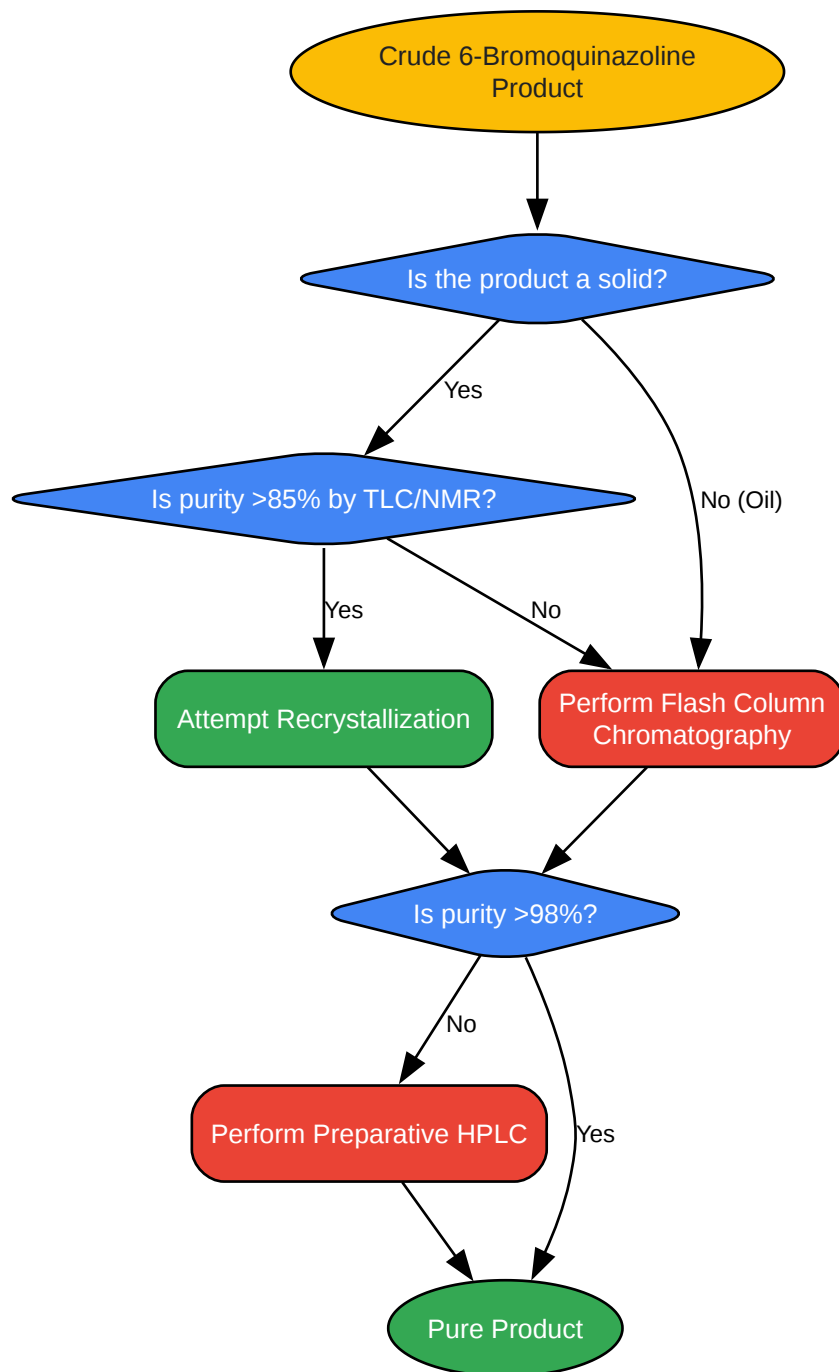 Crude 6-Bromoquinazoline
Product
Is the product a solid?
Yes
Is purity >85% by TLC/NMR?
No (Oil)
Yes
No
Attempt Recrystallization
Perform Flash Column
Chromatography
Is purity >98%?
No
Perform Preparative HPLC
Yes
Pure Product